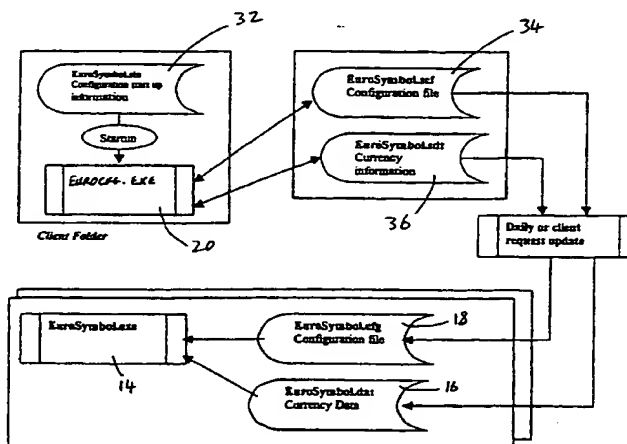 32
EuroSymbol.sts
Configuration start up
information
Startup
EUROCFG.EXE
20
Client Folder
34
EuroSymbol.scf
Configuration file
EuroSymbol.sdt
Currency
information
36
Daily or client
request update
EuroSymbol.exe
14
EuroSymbol.cfg
Configuration file
18
EuroSymbol.dat
Currency Data
16